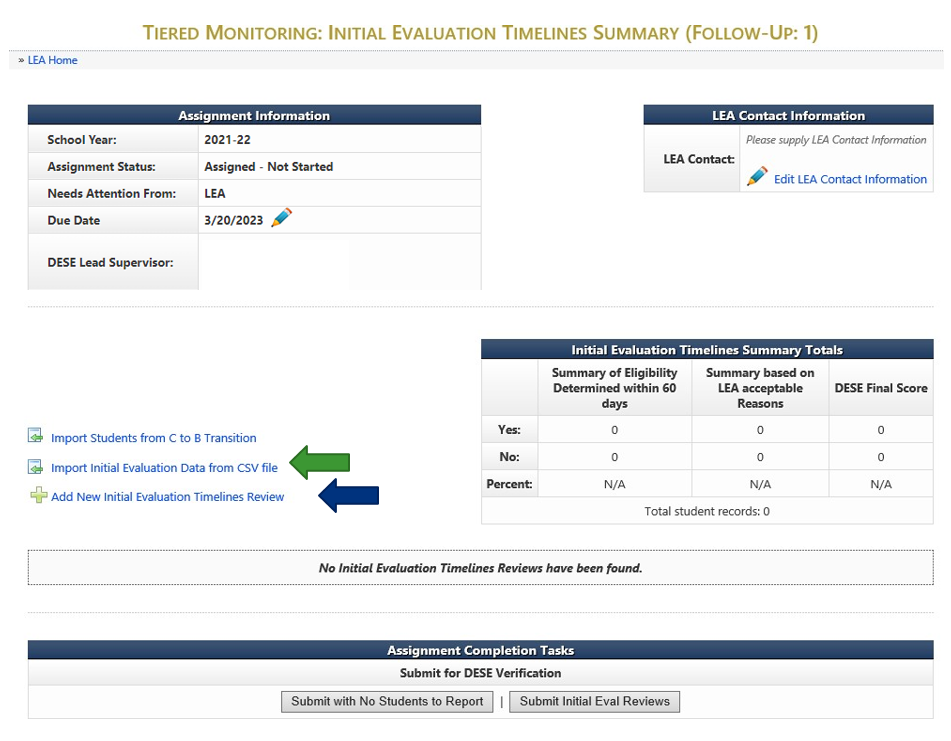 TIERED MONITORING: INITIAL EVALUATION TIMELINES SUMMARY (FOLLOW-UP: 1)
» LEA Home
Assignment Information
School Year: 2021-22
Assignment Status: Assigned - Not Started
Needs Attention From: LEA
Due Date 3/20/2023
DESE Lead Supervisor:
LEA Contact Information
LEA Contact:
Please supply LEA Contact Information
Edit LEA Contact Information
Initial Evaluation Timelines Summary Totals
Summary of Eligibility Determined within 60 days
Summary based on LEA acceptable Reasons
DESE Final Score
Yes: 0 0 0
No: 0 0 0
Percent: N/A N/A N/A
Total student records: 0
Import Students from C to B Transition
Import Initial Evaluation Data from CSV file
Add New Initial Evaluation Timelines Review
No Initial Evaluation Timelines Reviews have been found.
Assignment Completion Tasks
Submit for DESE Verification
Submit with No Students to Report | Submit Initial Eval Reviews